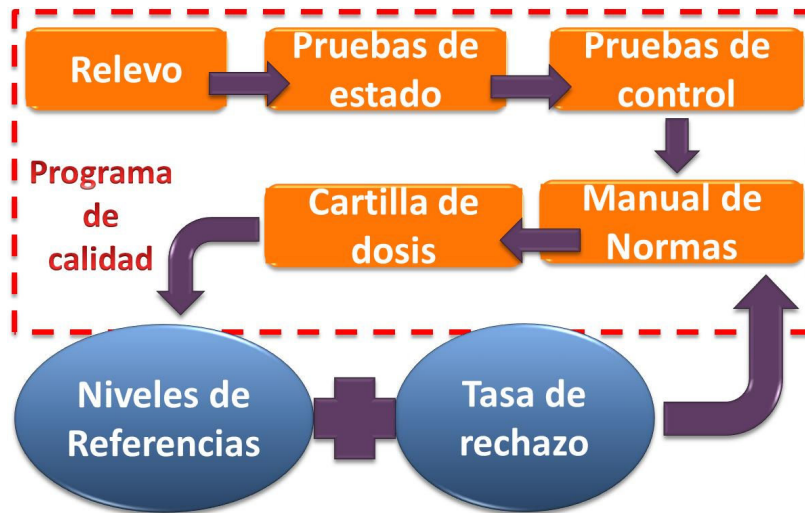 Relevo
Pruebas de
estado
Pruebas de
control
Programa
de
calidad
Cartilla de
dosis
Manual de
Normas
Niveles de
Referencias
Tasa de
rechazo